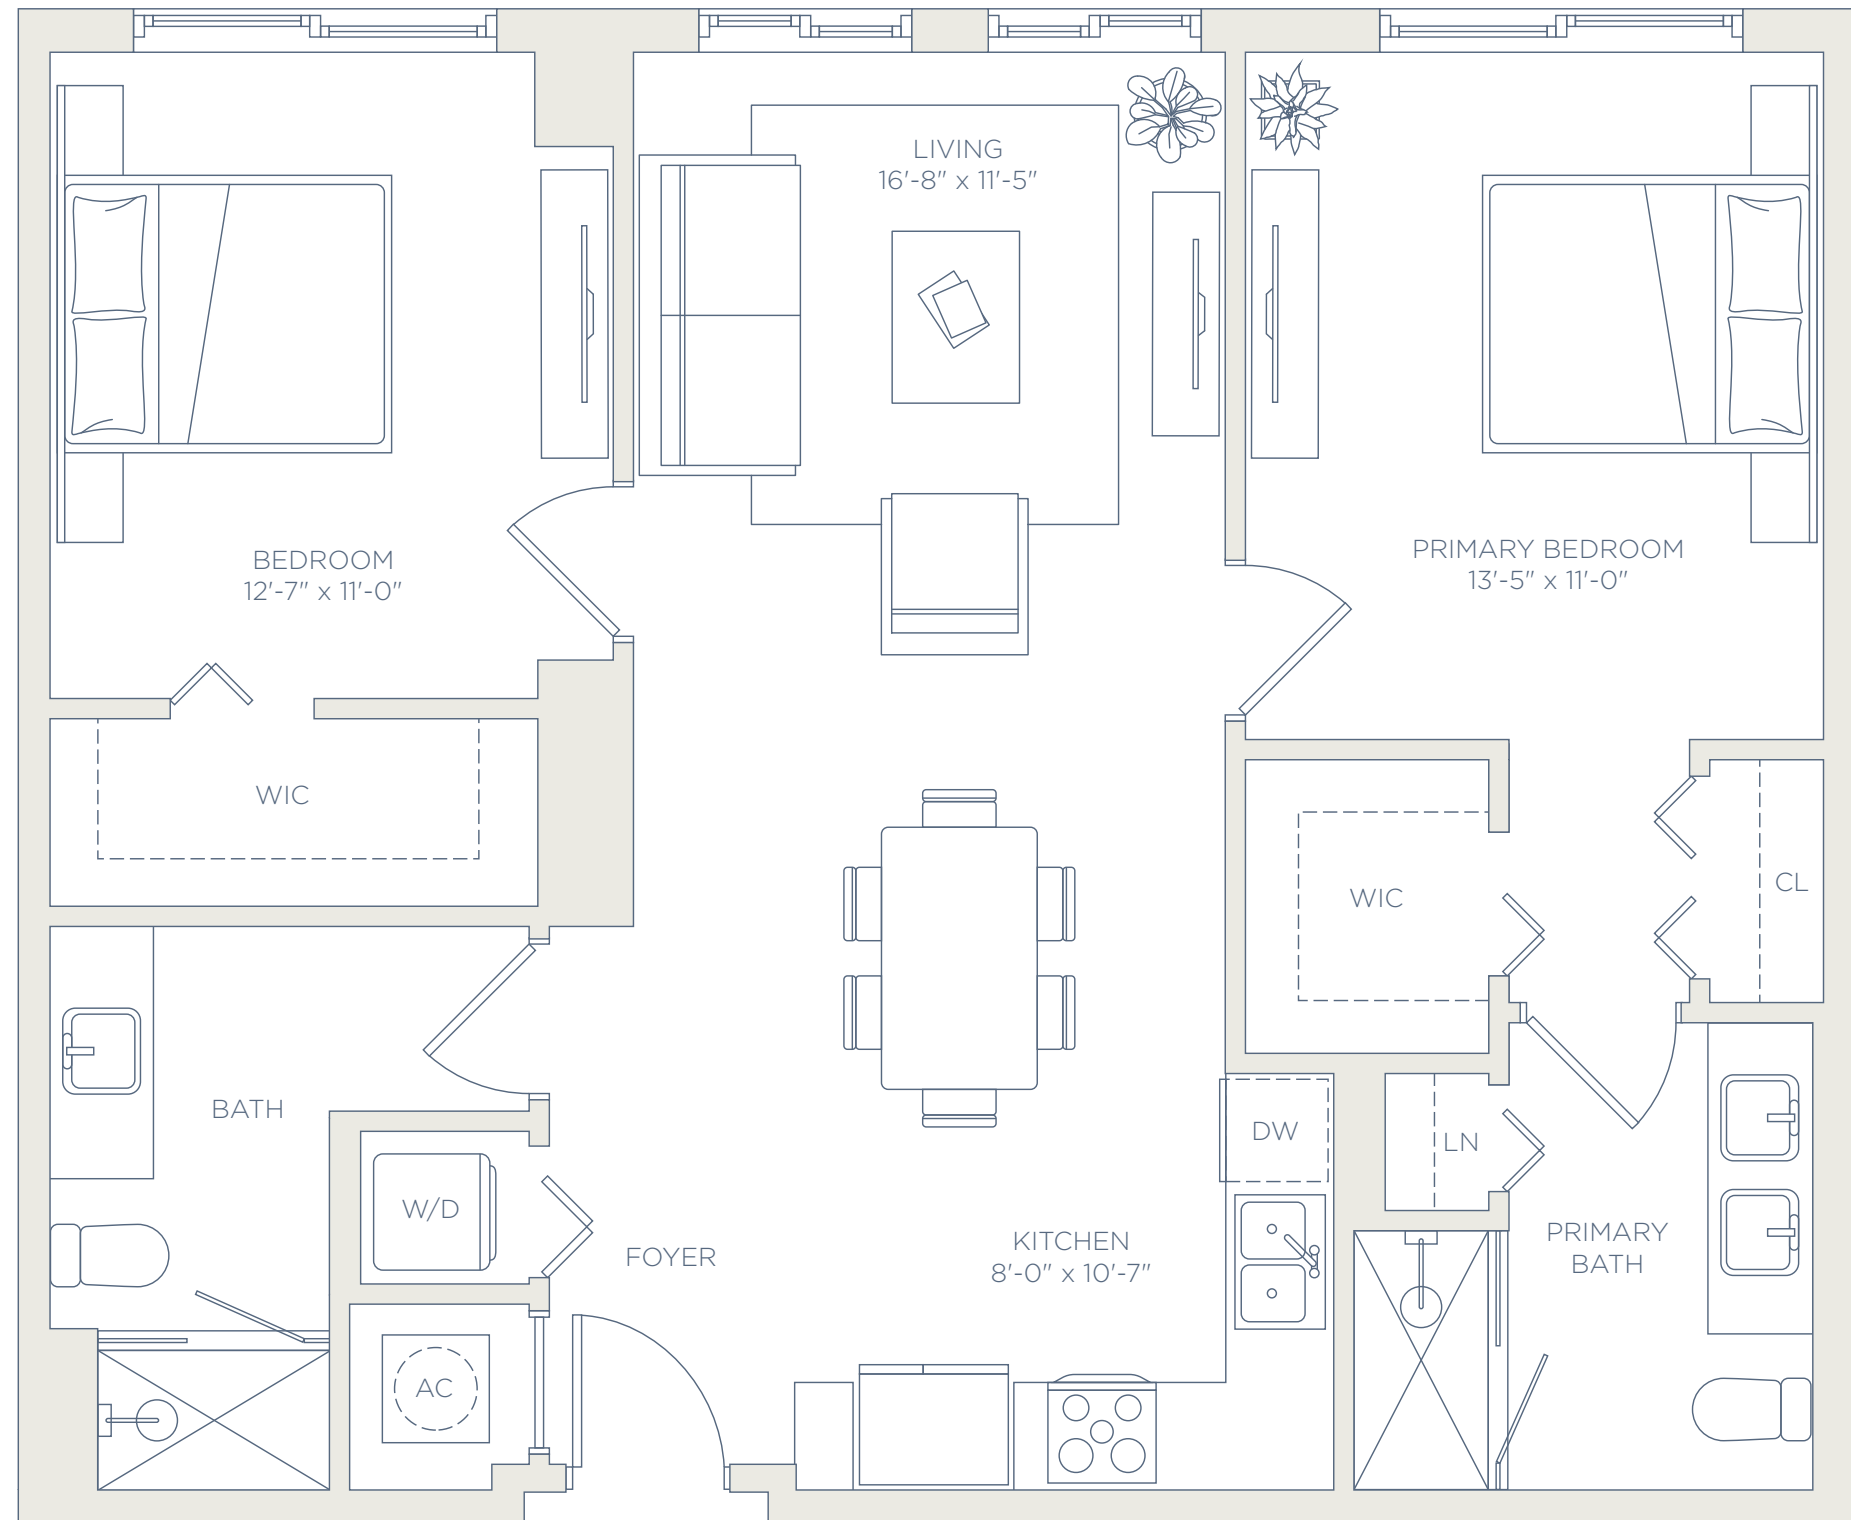 LIVING
16'-8" x 11'-5"
BEDROOM
12'-7" x 11'-0"
PRIMARY BEDROOM
13'-5" x 11'-0"
WIC
WIC
CL
BATH
DW
LN
W/D
FOYER
KITCHEN
8'-0" x 10'-7"
PRIMARY
BATH
AC